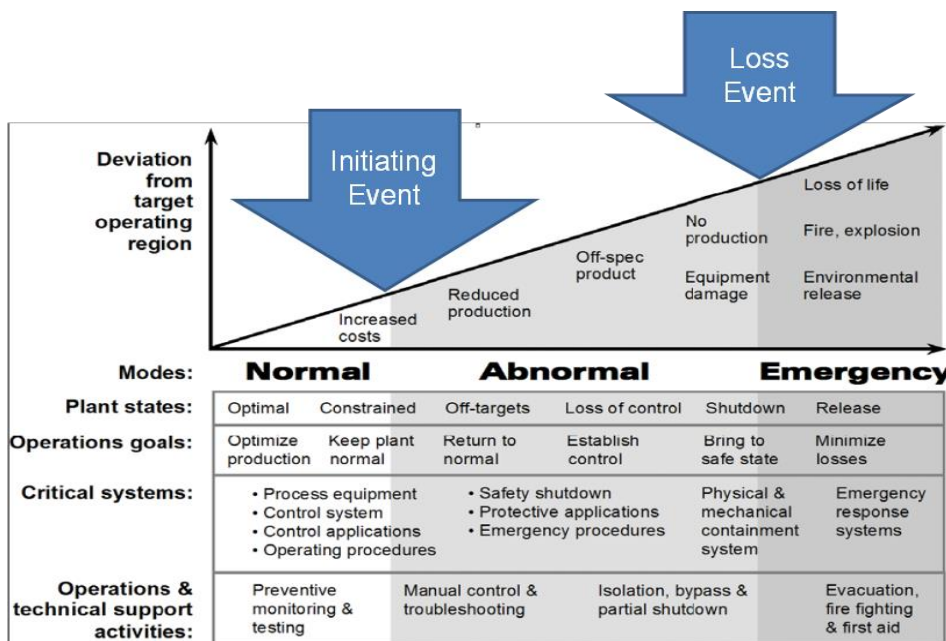 Loss
Event
Initiating
Event
Deviation
from
target
operating
region
Increased
costs
Reduced
production
Off-spec
product
No
production
Equipment
damage
Loss of life
Fire, explosion
Environmental
release
Modes: Normal Abnormal Emergency
Plant states: Optimal Constrained Off-targets Loss of control Shutdown Release
Operations goals: Optimize Keep plant Return to Establish Bring to Minimize
production normal normal control safe state losses
Critical systems:
• Process equipment
• Control system
• Control applications
• Operating procedures
• Safety shutdown
• Protective applications
• Emergency procedures
Physical &
mechanical
containment
system
Emergency
response
systems
Operations &
technical support
activities:
Preventive
monitoring &
testing
Manual control &
troubleshooting
Isolation, bypass &
partial shutdown
Evacuation,
fire fighting
& first aid